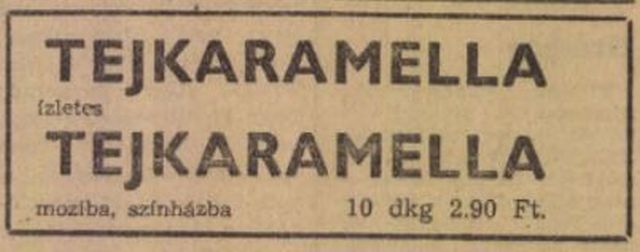 TEJKARAMELLA
ízletes
TEJKARAMELLA
moziba, színházba 10 dkg 2.90 Ft.